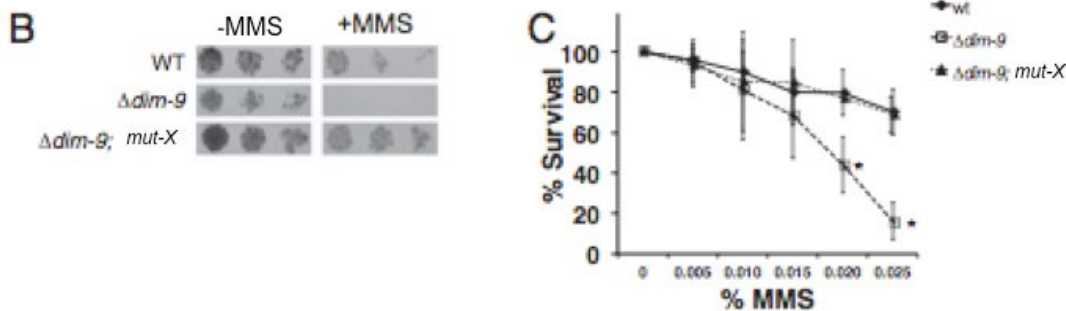 B
-MMS +MMS
WT
Δdim-9
Δdim-9; mut-X
C
wt
Δdim-9
Δdim-9; mut-X
% Survival
100
80
60
40
20
0
*
*
0 0.005 0.010 0.015 0.020 0.025
% MMS